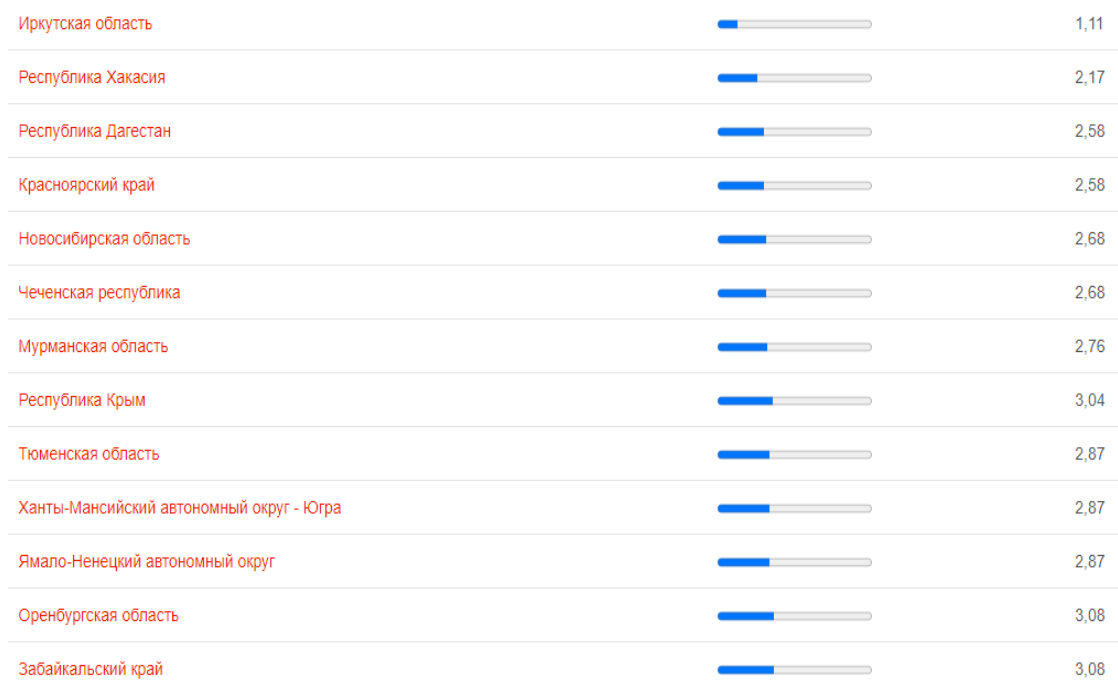 Иркутская область 1,11
Республика Хакасия 2,17
Республика Дагестан 2,58
Красноярский край 2,58
Новосибирская область 2,68
Чеченская республика 2,68
Мурманская область 2,76
Республика Крым 3,04
Тюменская область 2,87
Ханты-Мансийский автономный округ - Югра 2,87
Ямало-Ненецкий автономный округ 2,87
Оренбургская область 3,08
Забайкальский край 3,08